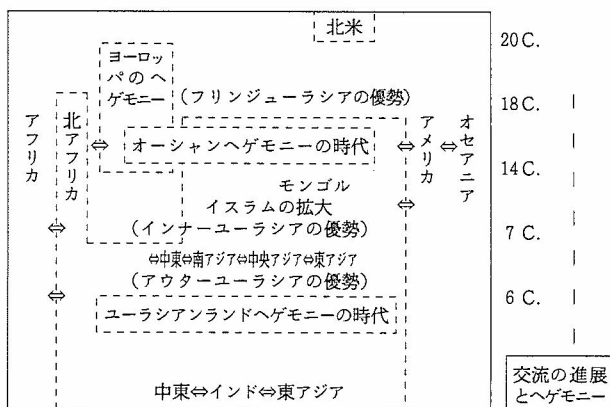 北米
20C.
ヨーロッ
パのヘ
ゲモニー
(フリンジューラシアの優勢)
18C.
アフリカ
北アフリカ
⇔
オーシャンヘゲモニーの時代
⇔
アメリカ
⇔
オセアニア
14C.
モンゴル
イスラムの拡大
⇔
(インナーユーラシアの優勢)
7C.
⇔
⇔中東⇔南アジア⇔中央アジア⇔東アジア
(アウターユーラシアの優勢)
6C.
⇔
ユーラシアンランドヘゲモニーの時代
中東⇔インド⇔東アジア
交流の進展
とヘゲモニー